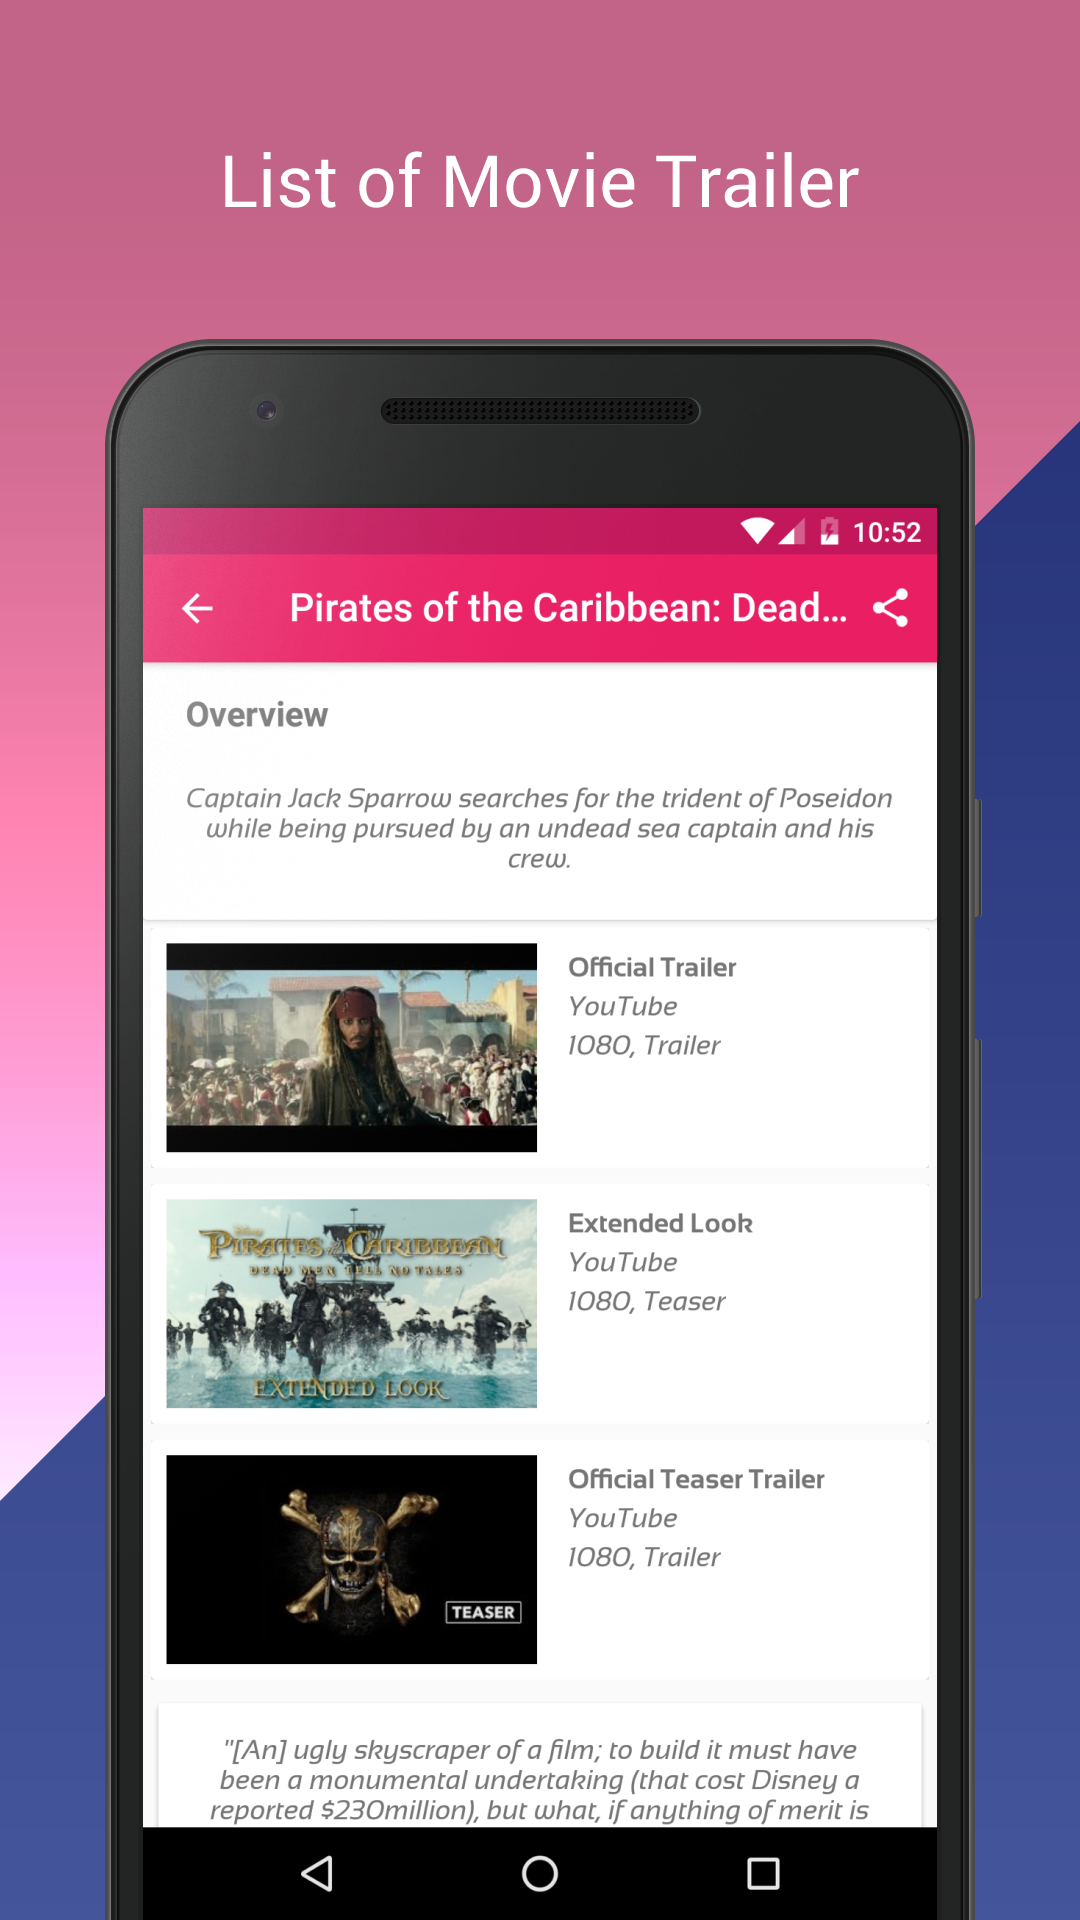 List of Movie Trailer
10:52
Pirates of the Caribbean: Dead...
Overview
Captain Jack Sparrow searches for the trident of Poseidon
while being pursued by an undead sea captain and his
crew.
Official Trailer
YouTube
1080, Trailer
Disney
PIRATES of the CARIBBEAN
DEAD MEN TELL NO TALES
EXTENDED LOOK
Extended Look
YouTube
1080, Teaser
TEASER
Official Teaser Trailer
YouTube
1080, Trailer
"[An] ugly skyscraper of a film; to build it must have
been a monumental undertaking (that cost Disney a
reported $230million), but what, if anything of merit is